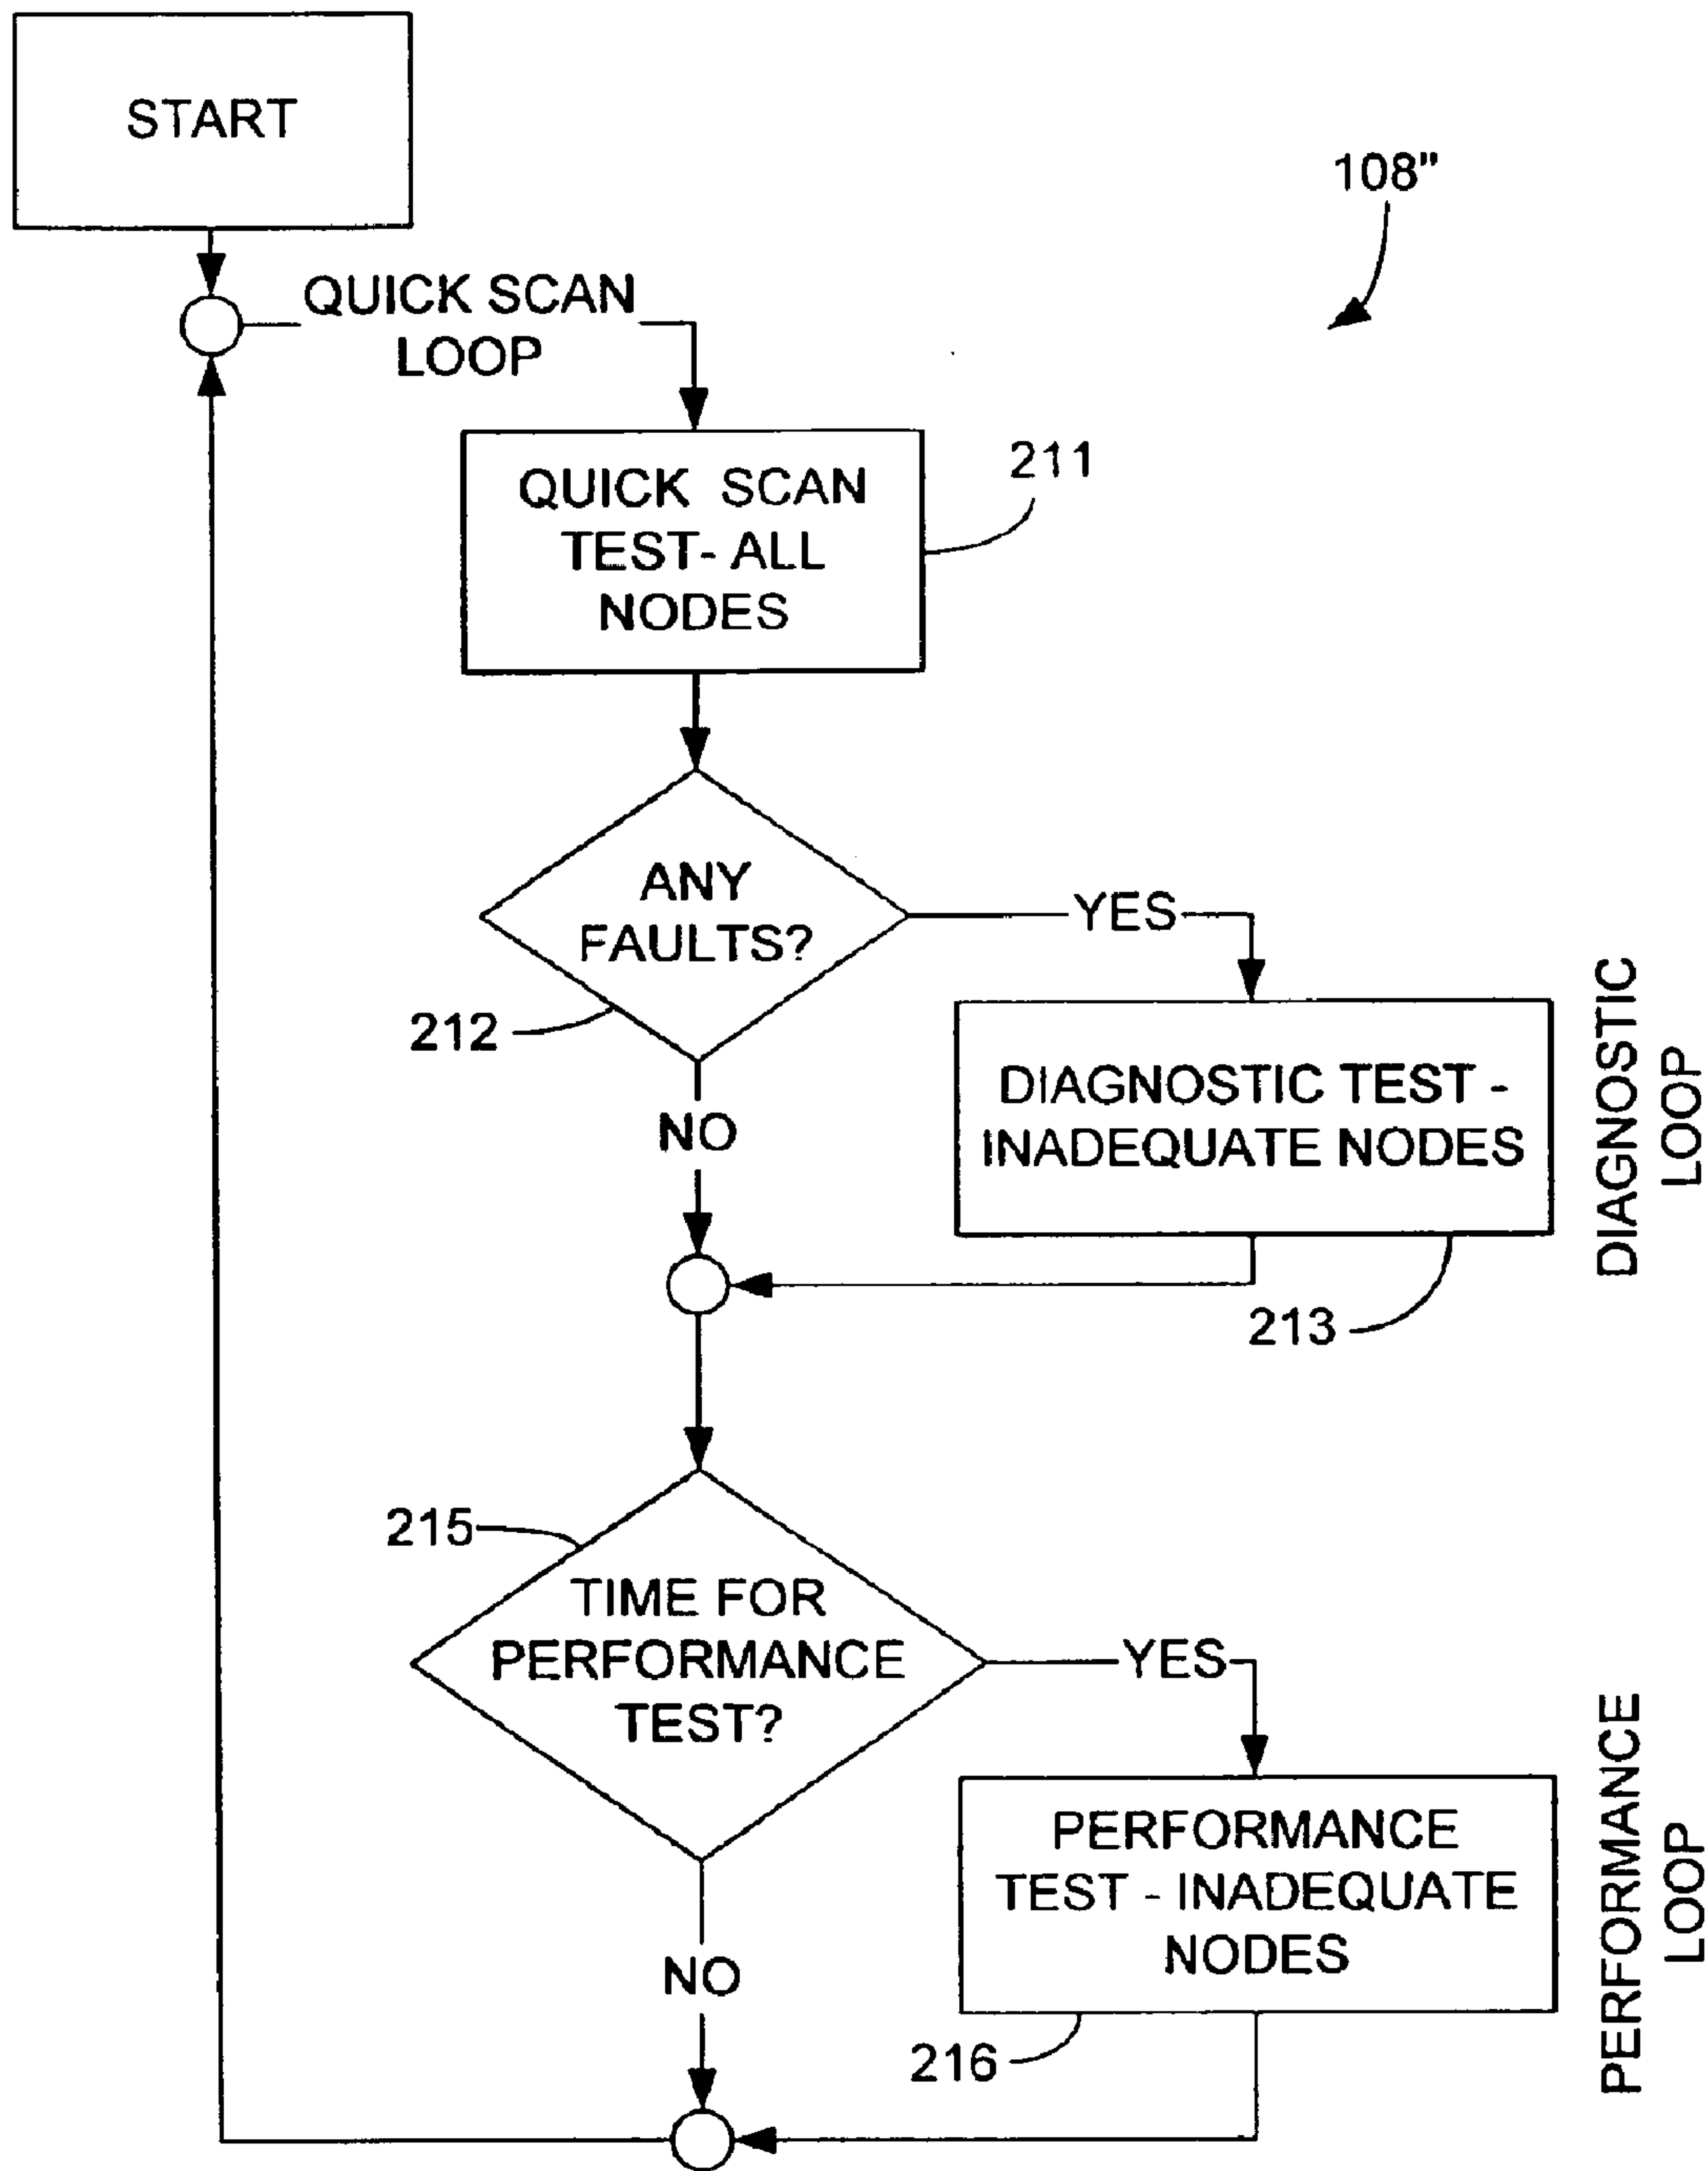 START
108"
QUICK SCAN
LOOP
211
QUICK SCAN
TEST- ALL
NODES
ANY
FAULTS?
YES
212
DIAGNOSTIC TEST -
INADEQUATE NODES
DIAGNOSTIC
LOOP
NO
213
215
TIME FOR
PERFORMANCE
TEST?
YES
PERFORMANCE
TEST - INADEQUATE
NODES
PERFORMANCE
LOOP
NO
216